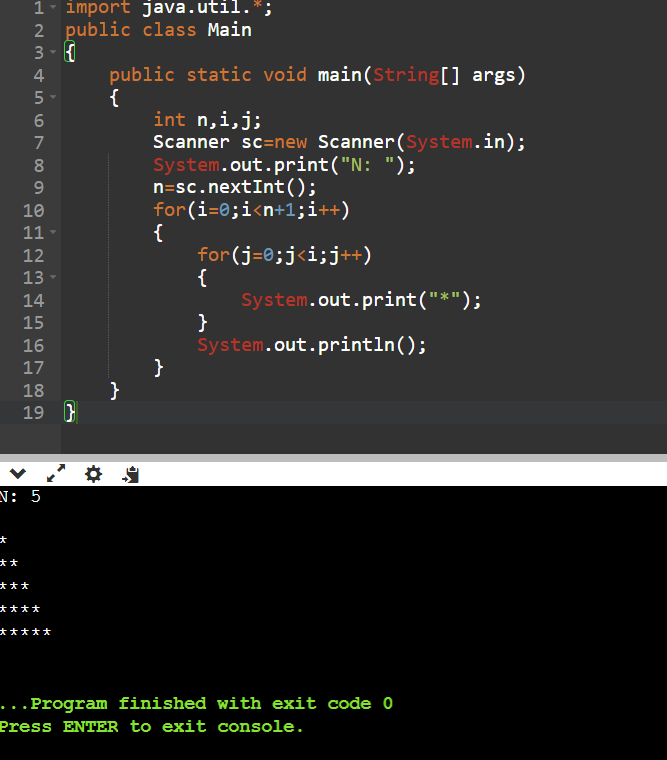 1 import java.util.*;
2 public class Main
3 {
4 public static void main(String[] args)
5 {
6 int n,i,j;
7 Scanner sc=new Scanner(System.in);
8 System.out.print("N: ");
9 n=sc.nextInt();
10 for(i=0;i<n+1;i++)
11 {
12 for(j=0;j<i;j++)
13 {
14 System.out.print("*");
15 }
16 System.out.println();
17 }
18 }
19 }
N: 5
*
**
***
****
*****
...Program finished with exit code 0
Press ENTER to exit console.